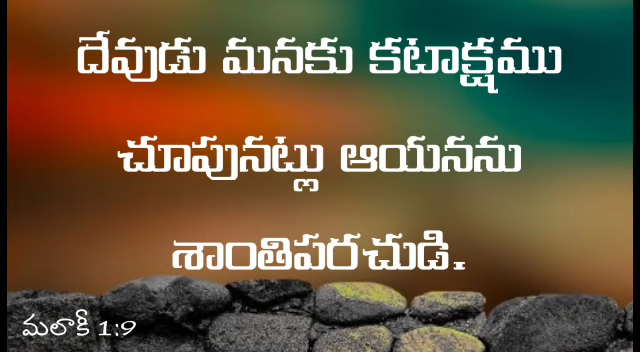 దేవుడు మనకు కటాక్షము
చూపునట్లు ఆయనను
శాంతిపరచుడి.
మలాకీ 1:9